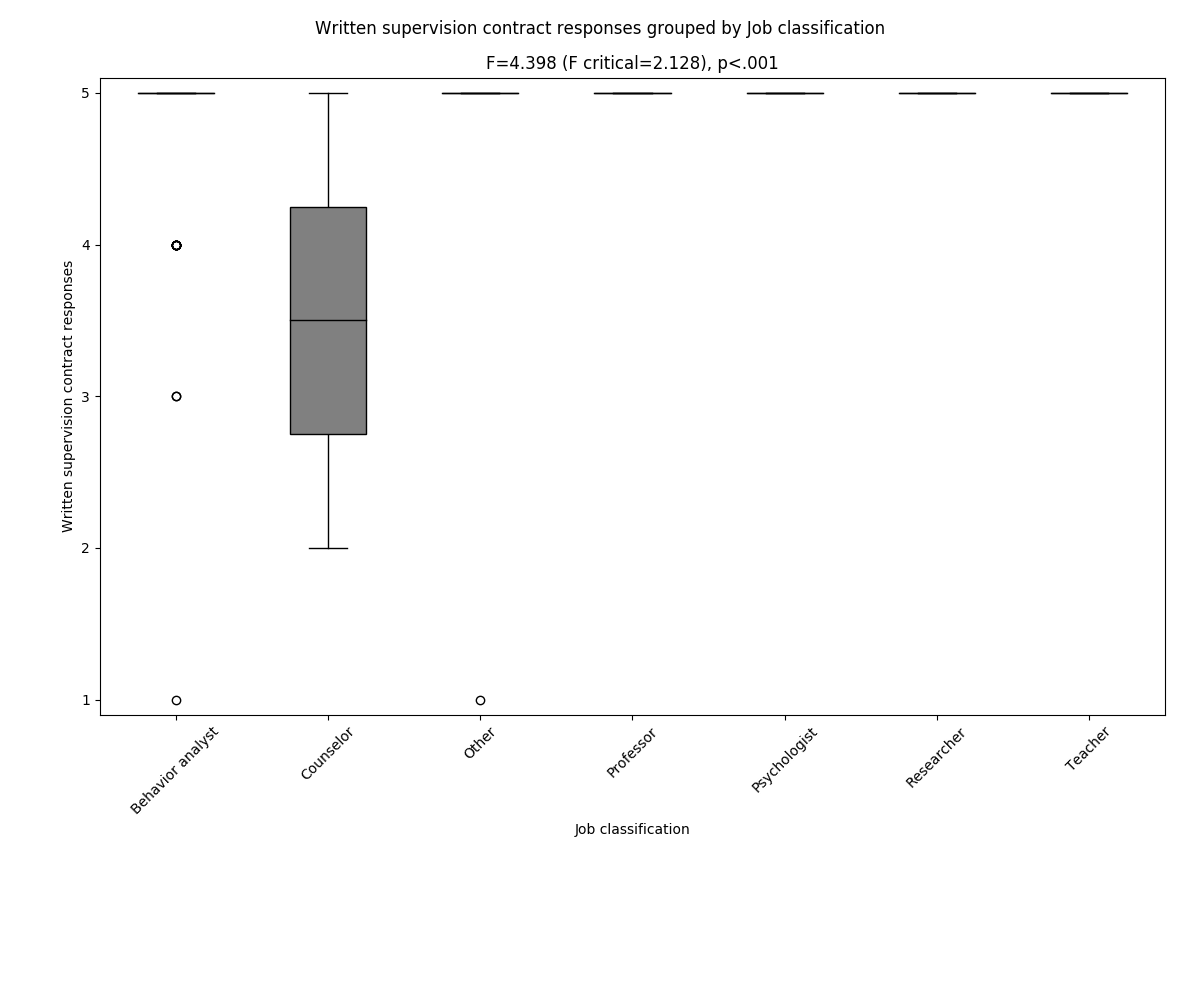 Written supervision contract responses grouped by Job classification
F=4.398 (F critical=2.128), p<.001
5
4
3
2
1
Written supervision contract responses
Behavior analyst
Counselor
Other
Professor
Psychologist
Researcher
Teacher
Job classification